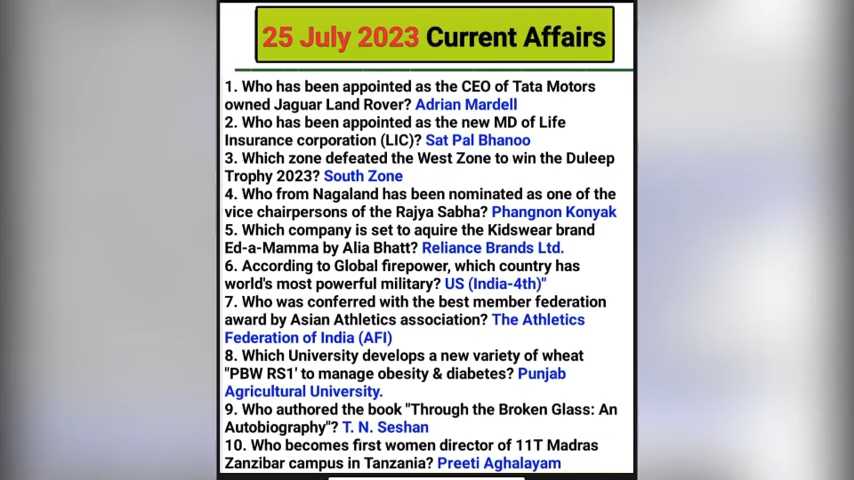 25 July 2023 Current Affairs
1. Who has been appointed as the CEO of Tata Motors
owned Jaguar Land Rover? Adrian Mardell
2. Who has been appointed as the new MD of Life
Insurance corporation (LIC)? Sat Pal Bhanoo
3. Which zone defeated the West Zone to win the Duleep
Trophy 2023? South Zone
4. Who from Nagaland has been nominated as one of the
vice chairpersons of the Rajya Sabha? Phangnon Konyak
5. Which company is set to aquire the Kidswear brand
Ed-a-Mamma by Alia Bhatt? Reliance Brands Ltd.
6. According to Global firepower, which country has
world's most powerful military? US (India-4th)"
7. Who was conferred with the best member federation
award by Asian Athletics association? The Athletics
Federation of India (AFI)
8. Which University develops a new variety of wheat
"PBW RS1' to manage obesity & diabetes? Punjab
Agricultural University.
9. Who authored the book "Through the Broken Glass: An
Autobiography"? T. N. Seshan
10. Who becomes first women director of 11T Madras
Zanzibar campus in Tanzania? Preeti Aghalayam